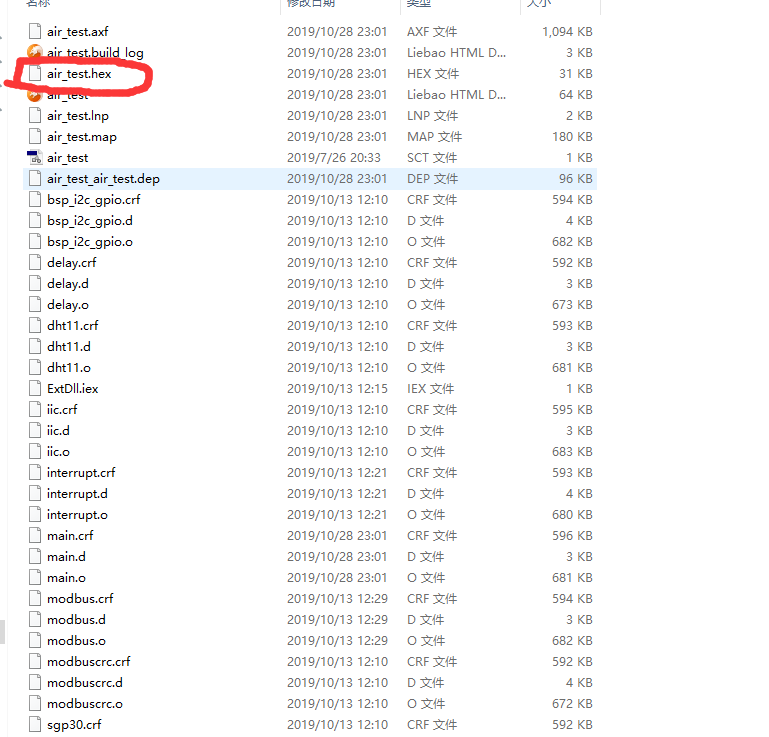 名称 修改日期 类型 大小
air_test.axf 2019/10/28 23:01 AXF 文件 1,094 KB
air_test.build_log 2019/10/28 23:01 Liebao HTML D... 3 KB
air_test.hex 2019/10/28 23:01 HEX 文件 31 KB
air_test 2019/10/28 23:01 Liebao HTML D... 64 KB
air_test.lnp 2019/10/28 23:01 LNP 文件 2 KB
air_test.map 2019/10/28 23:01 MAP 文件 180 KB
air_test 2019/7/26 20:33 SCT 文件 1 KB
air_test_air_test.dep 2019/10/28 23:01 DEP 文件 96 KB
bsp_i2c_gpio.crf 2019/10/13 12:10 CRF 文件 594 KB
bsp_i2c_gpio.d 2019/10/13 12:10 D 文件 4 KB
bsp_i2c_gpio.o 2019/10/13 12:10 O 文件 682 KB
delay.crf 2019/10/13 12:10 CRF 文件 592 KB
delay.d 2019/10/13 12:10 D 文件 3 KB
delay.o 2019/10/13 12:10 O 文件 673 KB
dht11.crf 2019/10/13 12:10 CRF 文件 593 KB
dht11.d 2019/10/13 12:10 D 文件 3 KB
dht11.o 2019/10/13 12:10 O 文件 681 KB
ExtDll.iex 2019/10/13 12:15 IEX 文件 1 KB
iic.crf 2019/10/13 12:10 CRF 文件 595 KB
iic.d 2019/10/13 12:10 D 文件 3 KB
iic.o 2019/10/13 12:10 O 文件 683 KB
interrupt.crf 2019/10/13 12:21 CRF 文件 593 KB
interrupt.d 2019/10/13 12:21 D 文件 4 KB
interrupt.o 2019/10/13 12:21 O 文件 680 KB
main.crf 2019/10/28 23:01 CRF 文件 596 KB
main.d 2019/10/28 23:01 D 文件 3 KB
main.o 2019/10/28 23:01 O 文件 681 KB
modbus.crf 2019/10/13 12:29 CRF 文件 594 KB
modbus.d 2019/10/13 12:29 D 文件 3 KB
modbus.o 2019/10/13 12:29 O 文件 682 KB
modbuscrc.crf 2019/10/13 12:10 CRF 文件 592 KB
modbuscrc.d 2019/10/13 12:10 D 文件 4 KB
modbuscrc.o 2019/10/13 12:10 O 文件 672 KB
sgp30.crf 2019/10/13 12:10 CRF 文件 592 KB